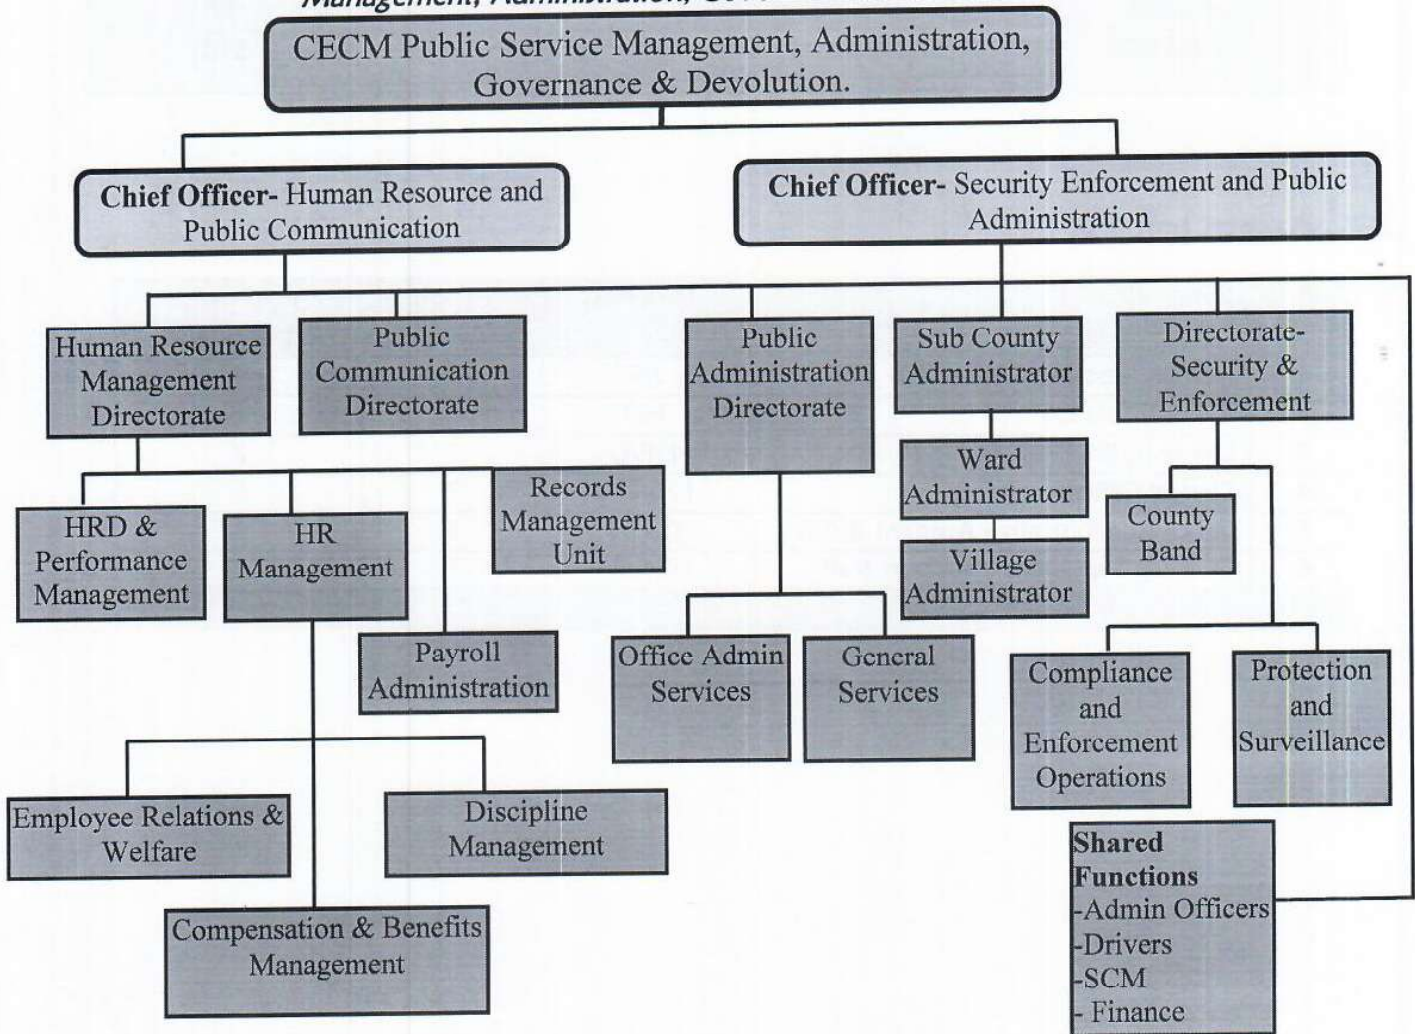 Management, Administration,
CECM Public Service Management, Administration,
Governance & Devolution.
Chief Officer- Human Resource and
Public Communication
Chief Officer- Security Enforcement and Public
Administration
Human Resource
Management
Directorate
Public
Communication
Directorate
Public
Administration
Directorate
Sub County
Administrator
Directorate-
Security &
Enforcement
Ward
Administrator
Village
Administrator
County
Band
HRD &
Performance
Management
HR
Management
Records
Management
Unit
Payroll
Administration
Office Admin
Services
General
Services
Compliance
and
Enforcement
Operations
Protection
and
Surveillance
Employee Relations &
Welfare
Discipline
Management
Compensation & Benefits
Management
Shared
Functions
-Admin Officers
-Drivers
-SCM
- Finance